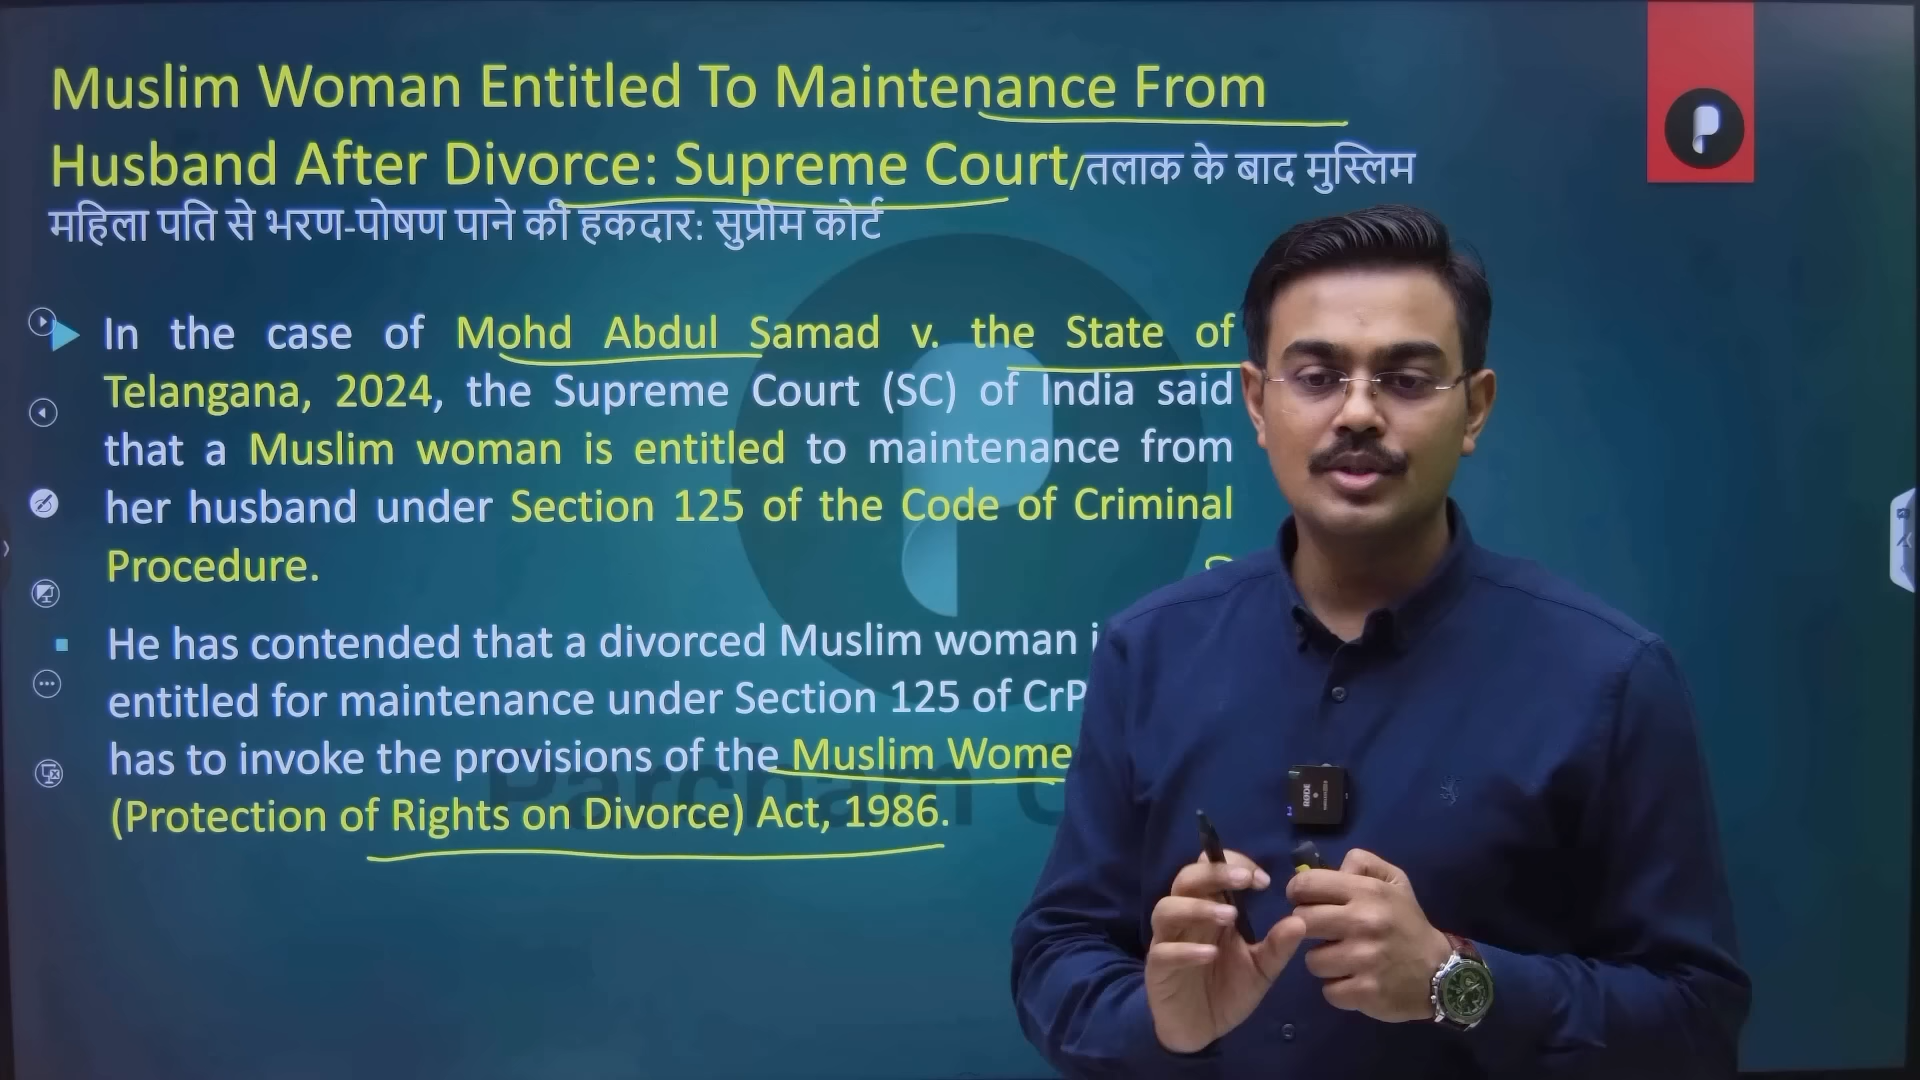 Muslim Woman Entitled To Maintenance From
Husband After Divorce: Supreme Court/तलाक के बाद मुस्लिम
महिला पति से भरण-पोषण पाने की हकदार: सुप्रीम कोर्ट
In the case of Mohd Abdul Samad v. the State of
Telangana, 2024, the Supreme Court (SC) of India said
that a Muslim woman is entitled to maintenance from
her husband under Section 125 of the Code of Criminal
Procedure.
He has contended that a divorced Muslim woman
entitled for maintenance under Section 125 of CrP
has to invoke the provisions of the Muslim Wome
(Protection of Rights on Divorce) Act, 1986.
Parcham
RODE